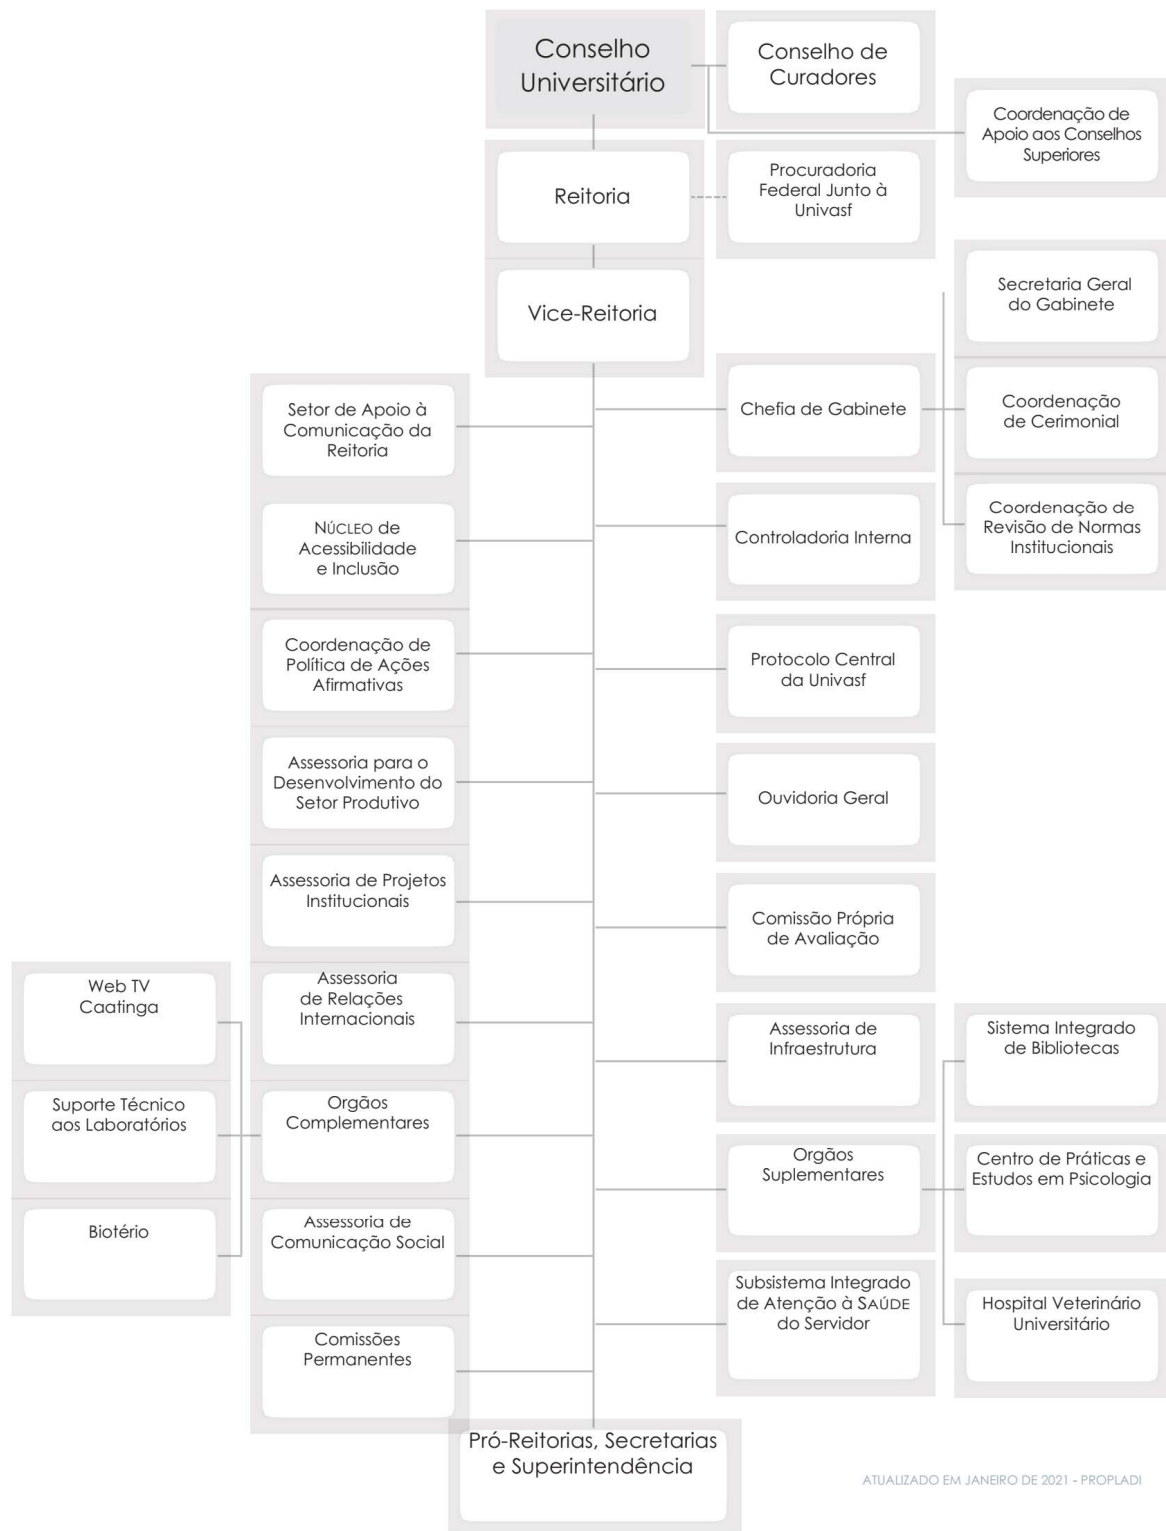 Conselho
Universitário
Conselho de
Curadores
Coordenação de
Apoio aos Conselhos
Superiores
Reitoria
Procuradoria
Federal Junto à
Univasf
Vice-Reitoria
Secretaria Geral
do Gabinete
Chefia de Gabinete
Coordenação
de Cerimonial
Setor de Apoio à
Comunicação da
Reitoria
Controladoria Interna
Coordenação de
Revisão de Normas
Institucionais
NÚCLEO de
Acessibilidade
e Inclusão
Coordenação de
Política de Ações
Afirmativas
Protocolo Central
da Univasf
Assessoria para o
Desenvolvimento do
Setor Produtivo
Ouvidoria Geral
Assessoria de Projetos
Institucionais
Comissão Própria
de Avaliação
Web TV
Caatinga
Assessoria
de Relações
Internacionais
Assessoria de
Infraestrutura
Sistema Integrado
de Bibliotecas
Suporte Técnico
aos Laboratórios
Orgãos
Complementares
Orgãos
Suplementares
Centro de Práticas e
Estudos em Psicologia
Biotério
Assessoria de
Comunicação Social
Subsistema Integrado
de Atenção à SAÚDE
do Servidor
Hospital Veterinário
Universitário
Comissões
Permanentes
Pró-Reitorias, Secretarias
e Superintendência
ATUALIZADO EM JANEIRO DE 2021 - PROPLADI